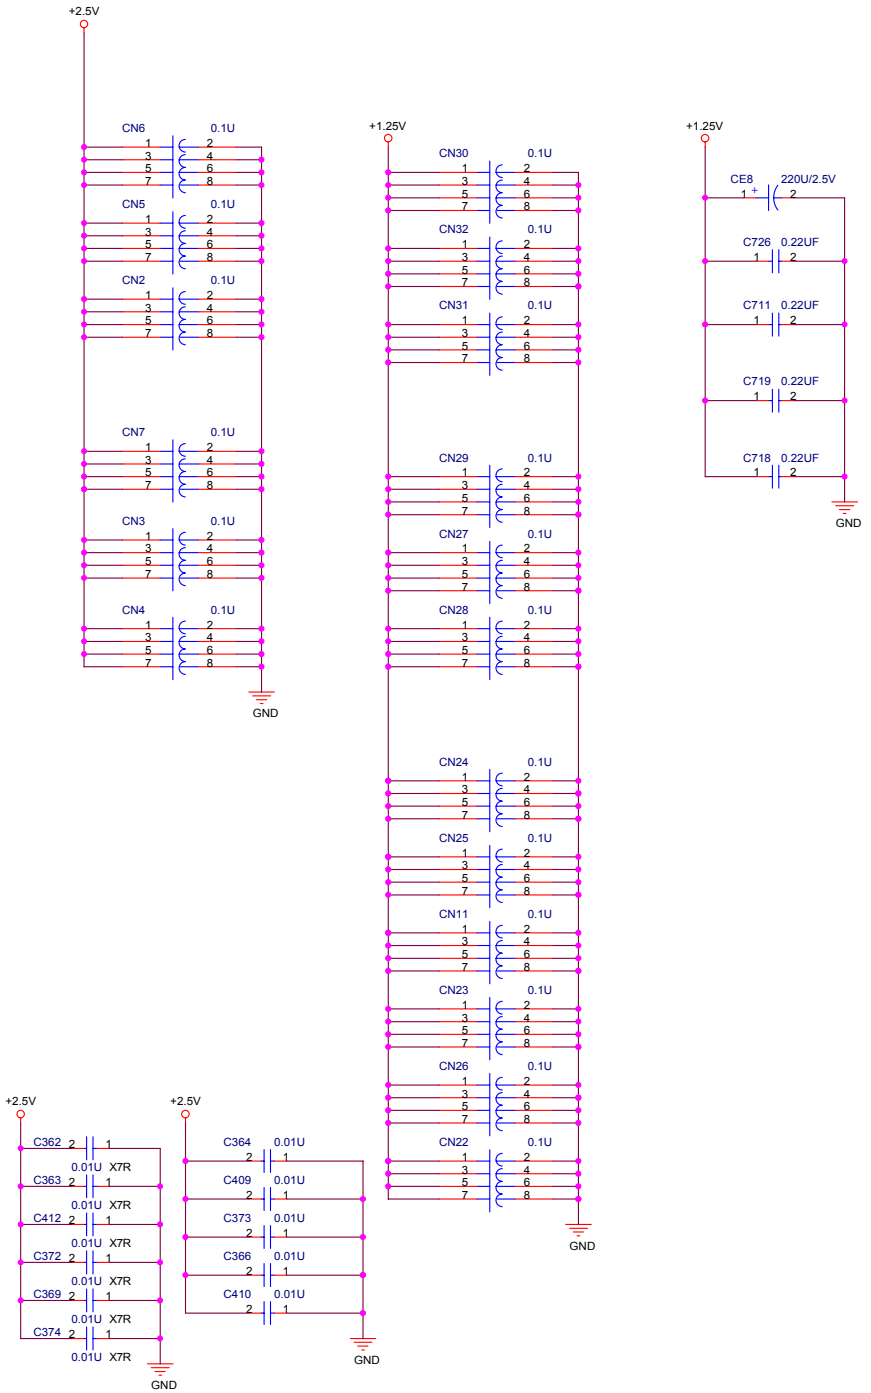 +2.5V
CN6 0.1U
1 2
3 4
5 6
7 8
CN5 0.1U
1 2
3 4
5 6
7 8
CN2 0.1U
1 2
3 4
5 6
7 8
CN7 0.1U
1 2
3 4
5 6
7 8
CN3 0.1U
1 2
3 4
5 6
7 8
CN4 0.1U
1 2
3 4
5 6
7 8
GND
+1.25V
CN30 0.1U
1 2
3 4
5 6
7 8
CN32 0.1U
1 2
3 4
5 6
7 8
CN31 0.1U
1 2
3 4
5 6
7 8
CN29 0.1U
1 2
3 4
5 6
7 8
CN27 0.1U
1 2
3 4
5 6
7 8
CN28 0.1U
1 2
3 4
5 6
7 8
CN24 0.1U
1 2
3 4
5 6
7 8
CN25 0.1U
1 2
3 4
5 6
7 8
CN11 0.1U
1 2
3 4
5 6
7 8
CN23 0.1U
1 2
3 4
5 6
7 8
CN26 0.1U
1 2
3 4
5 6
7 8
CN22 0.1U
1 2
3 4
5 6
7 8
GND
+1.25V
CE8 220U/2.5V
1 + 2
C726 0.22UF
1 2
C711 0.22UF
1 2
C719 0.22UF
1 2
C718 0.22UF
1 2
GND
+2.5V
C362 2 1
0.01U X7R
C363 2 1
0.01U X7R
C412 2 1
0.01U X7R
C372 2 1
0.01U X7R
C369 2 1
0.01U X7R
C374 2 1
0.01U X7R
GND
+2.5V
C364 0.01U
2 1
C409 0.01U
2 1
C373 0.01U
2 1
C366 0.01U
2 1
C410 0.01U
2 1
GND